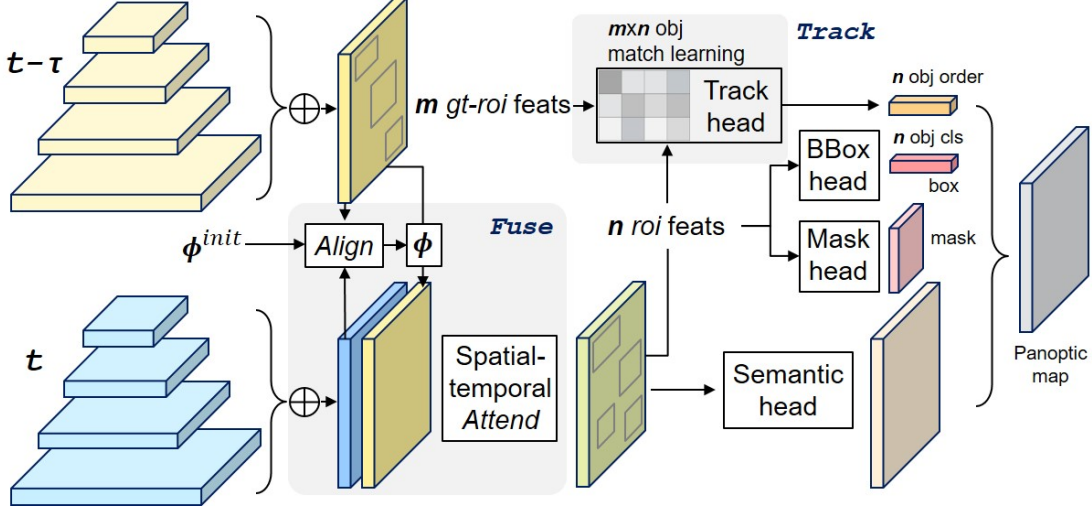 t-τ
m gt-roi feats
mxn obj
match learning
Track
Track
head
n obj order
n obj cls
box
BBox
head
Mask
head
mask
n roi feats
Fuse
ϕ^init
Align
ϕ
t
Spatial-
temporal
Attend
Semantic
head
Panoptic
map